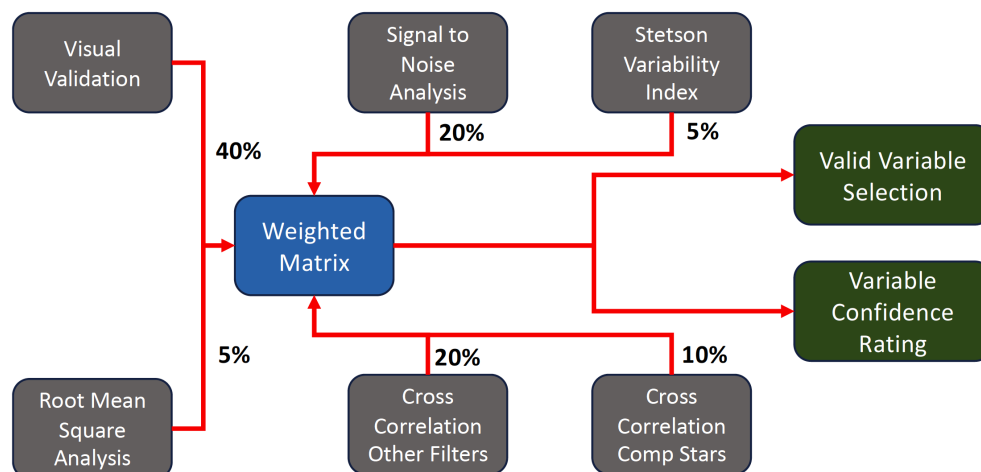 Visual
Validation
Signal to
Noise
Analysis
Stetson
Variability
Index
20%
5%
40%
Valid Variable
Selection
Weighted
Matrix
Variable
Confidence
Rating
5%
20%
10%
Root Mean
Square
Analysis
Cross
Correlation
Other Filters
Cross
Correlation
Comp Stars